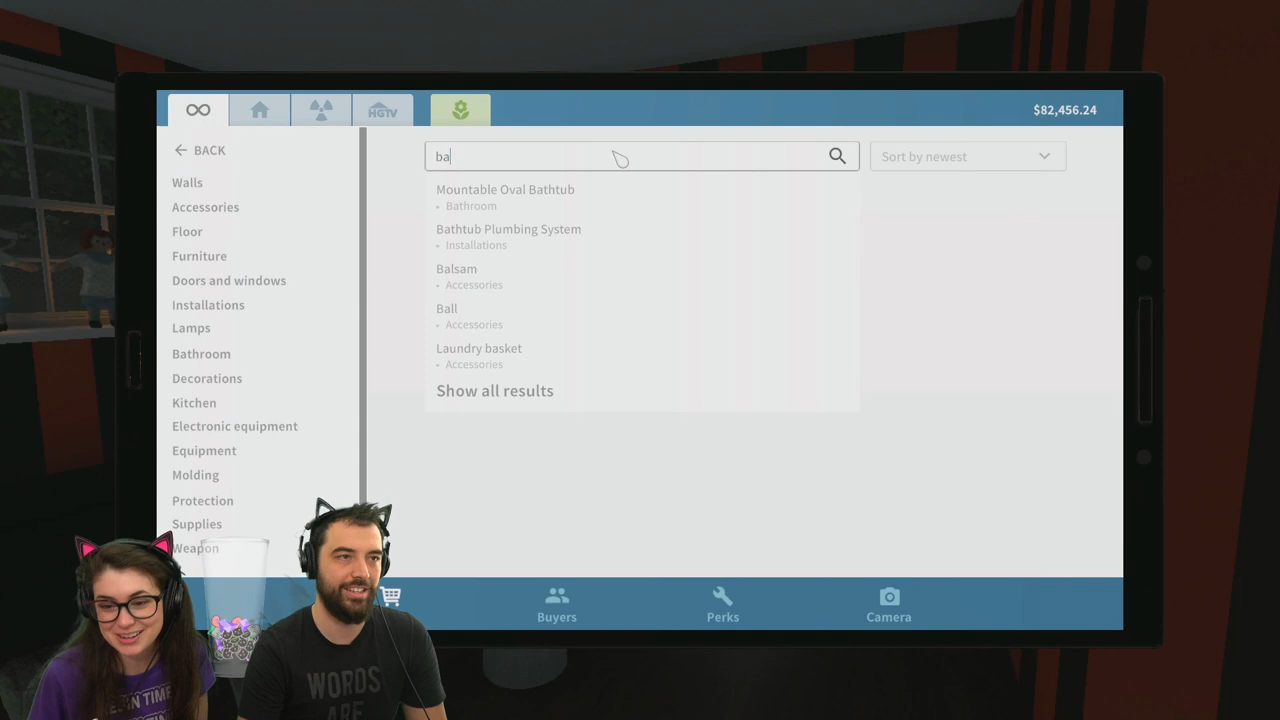 HGTV
$82,456.24
BACK
Walls
Accessories
Floor
Furniture
Doors and windows
Installations
Lamps
Bathroom
Decorations
Kitchen
Electronic equipment
Equipment
Molding
Protection
Supplies
Weapon
ba
Sort by newest
Mountable Oval Bathtub
Bathroom
Bathtub Plumbing System
Installations
Balsam
Accessories
Ball
Accessories
Laundry basket
Accessories
Show all results
Buyers
Perks
Camera
WORDS
ARE